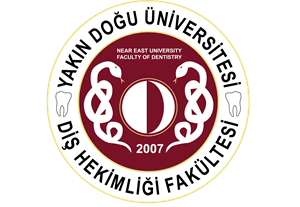 YAKIN DOĞU ÜNİVERSİTESİ
NEAR EAST UNIVERSITY
FACULTY OF DENTISTRY
2007
DİŞ HEKİMLİĞİ FAKÜLTESİ